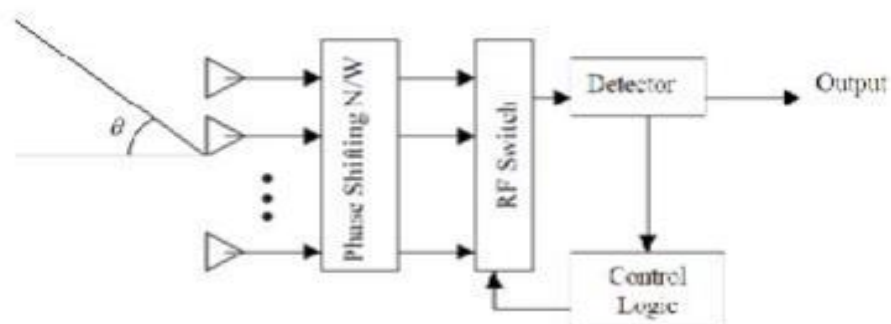 θ
Phase Shifting N/W
RF Switch
Detector
Output
Control
Logic